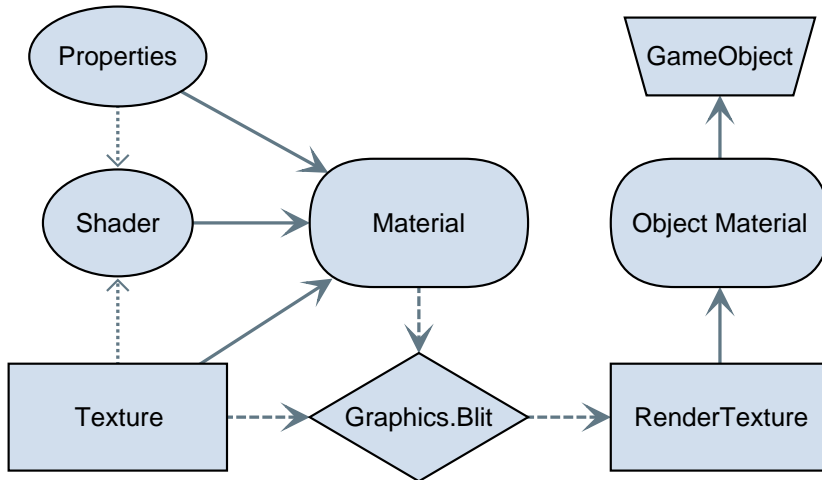 Properties
GameObject
Shader
Material
Object Material
Texture
Graphics.Blit
RenderTexture